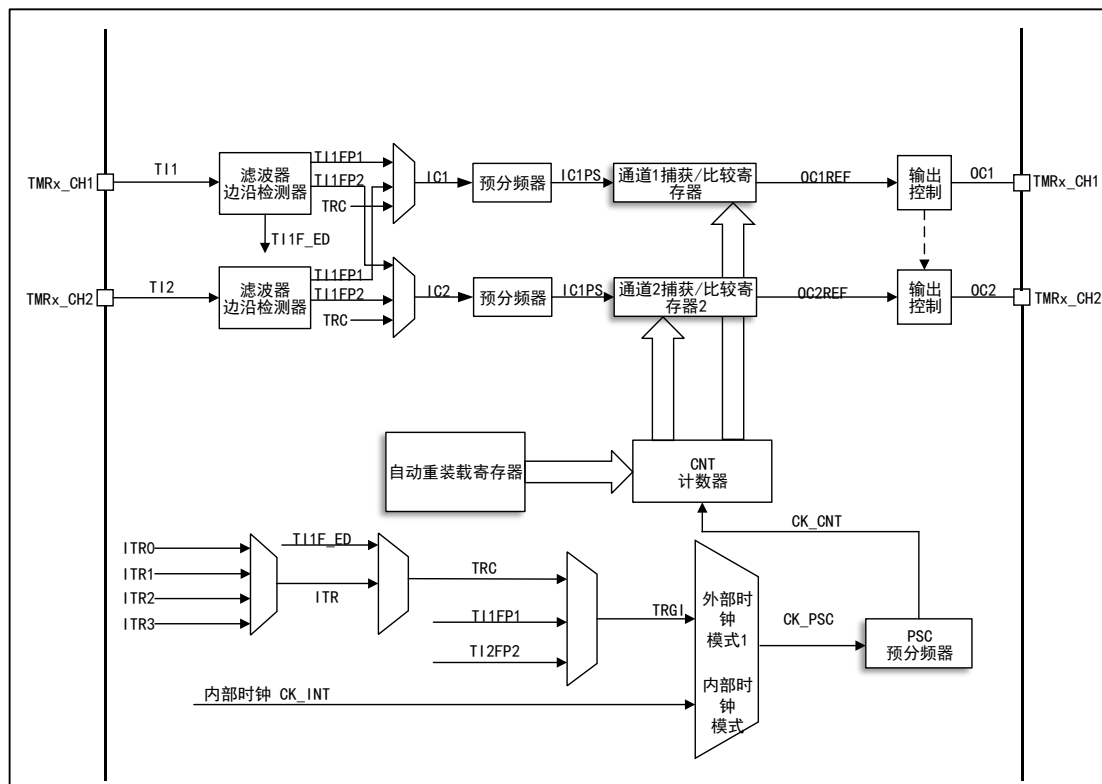 TMRx_CH1
TI1
滤波器
边沿检测器
TI1FP1
TI1FP2
TRC
TI1F_ED
IC1
预分频器
IC1PS
通道1捕获/比较寄
存器
OC1REF
输出
控制
OC1
TMRx_CH1
TMRx_CH2
TI2
滤波器
边沿检测器
TI1FP1
TI1FP2
TRC
IC2
预分频器
IC1PS
通道2捕获/比较寄
存器2
OC2REF
输出
控制
OC2
TMRx_CH2
自动重装载寄存器
CNT
计数器
CK_CNT
ITR0
ITR1
ITR2
ITR3
TI1F_ED
ITR
TRC
TI1FP1
TI2FP2
TRGI
外部时
钟
模式1
内部时
钟
模式
CK_PSC
PSC
预分频器
内部时钟 CK_INT